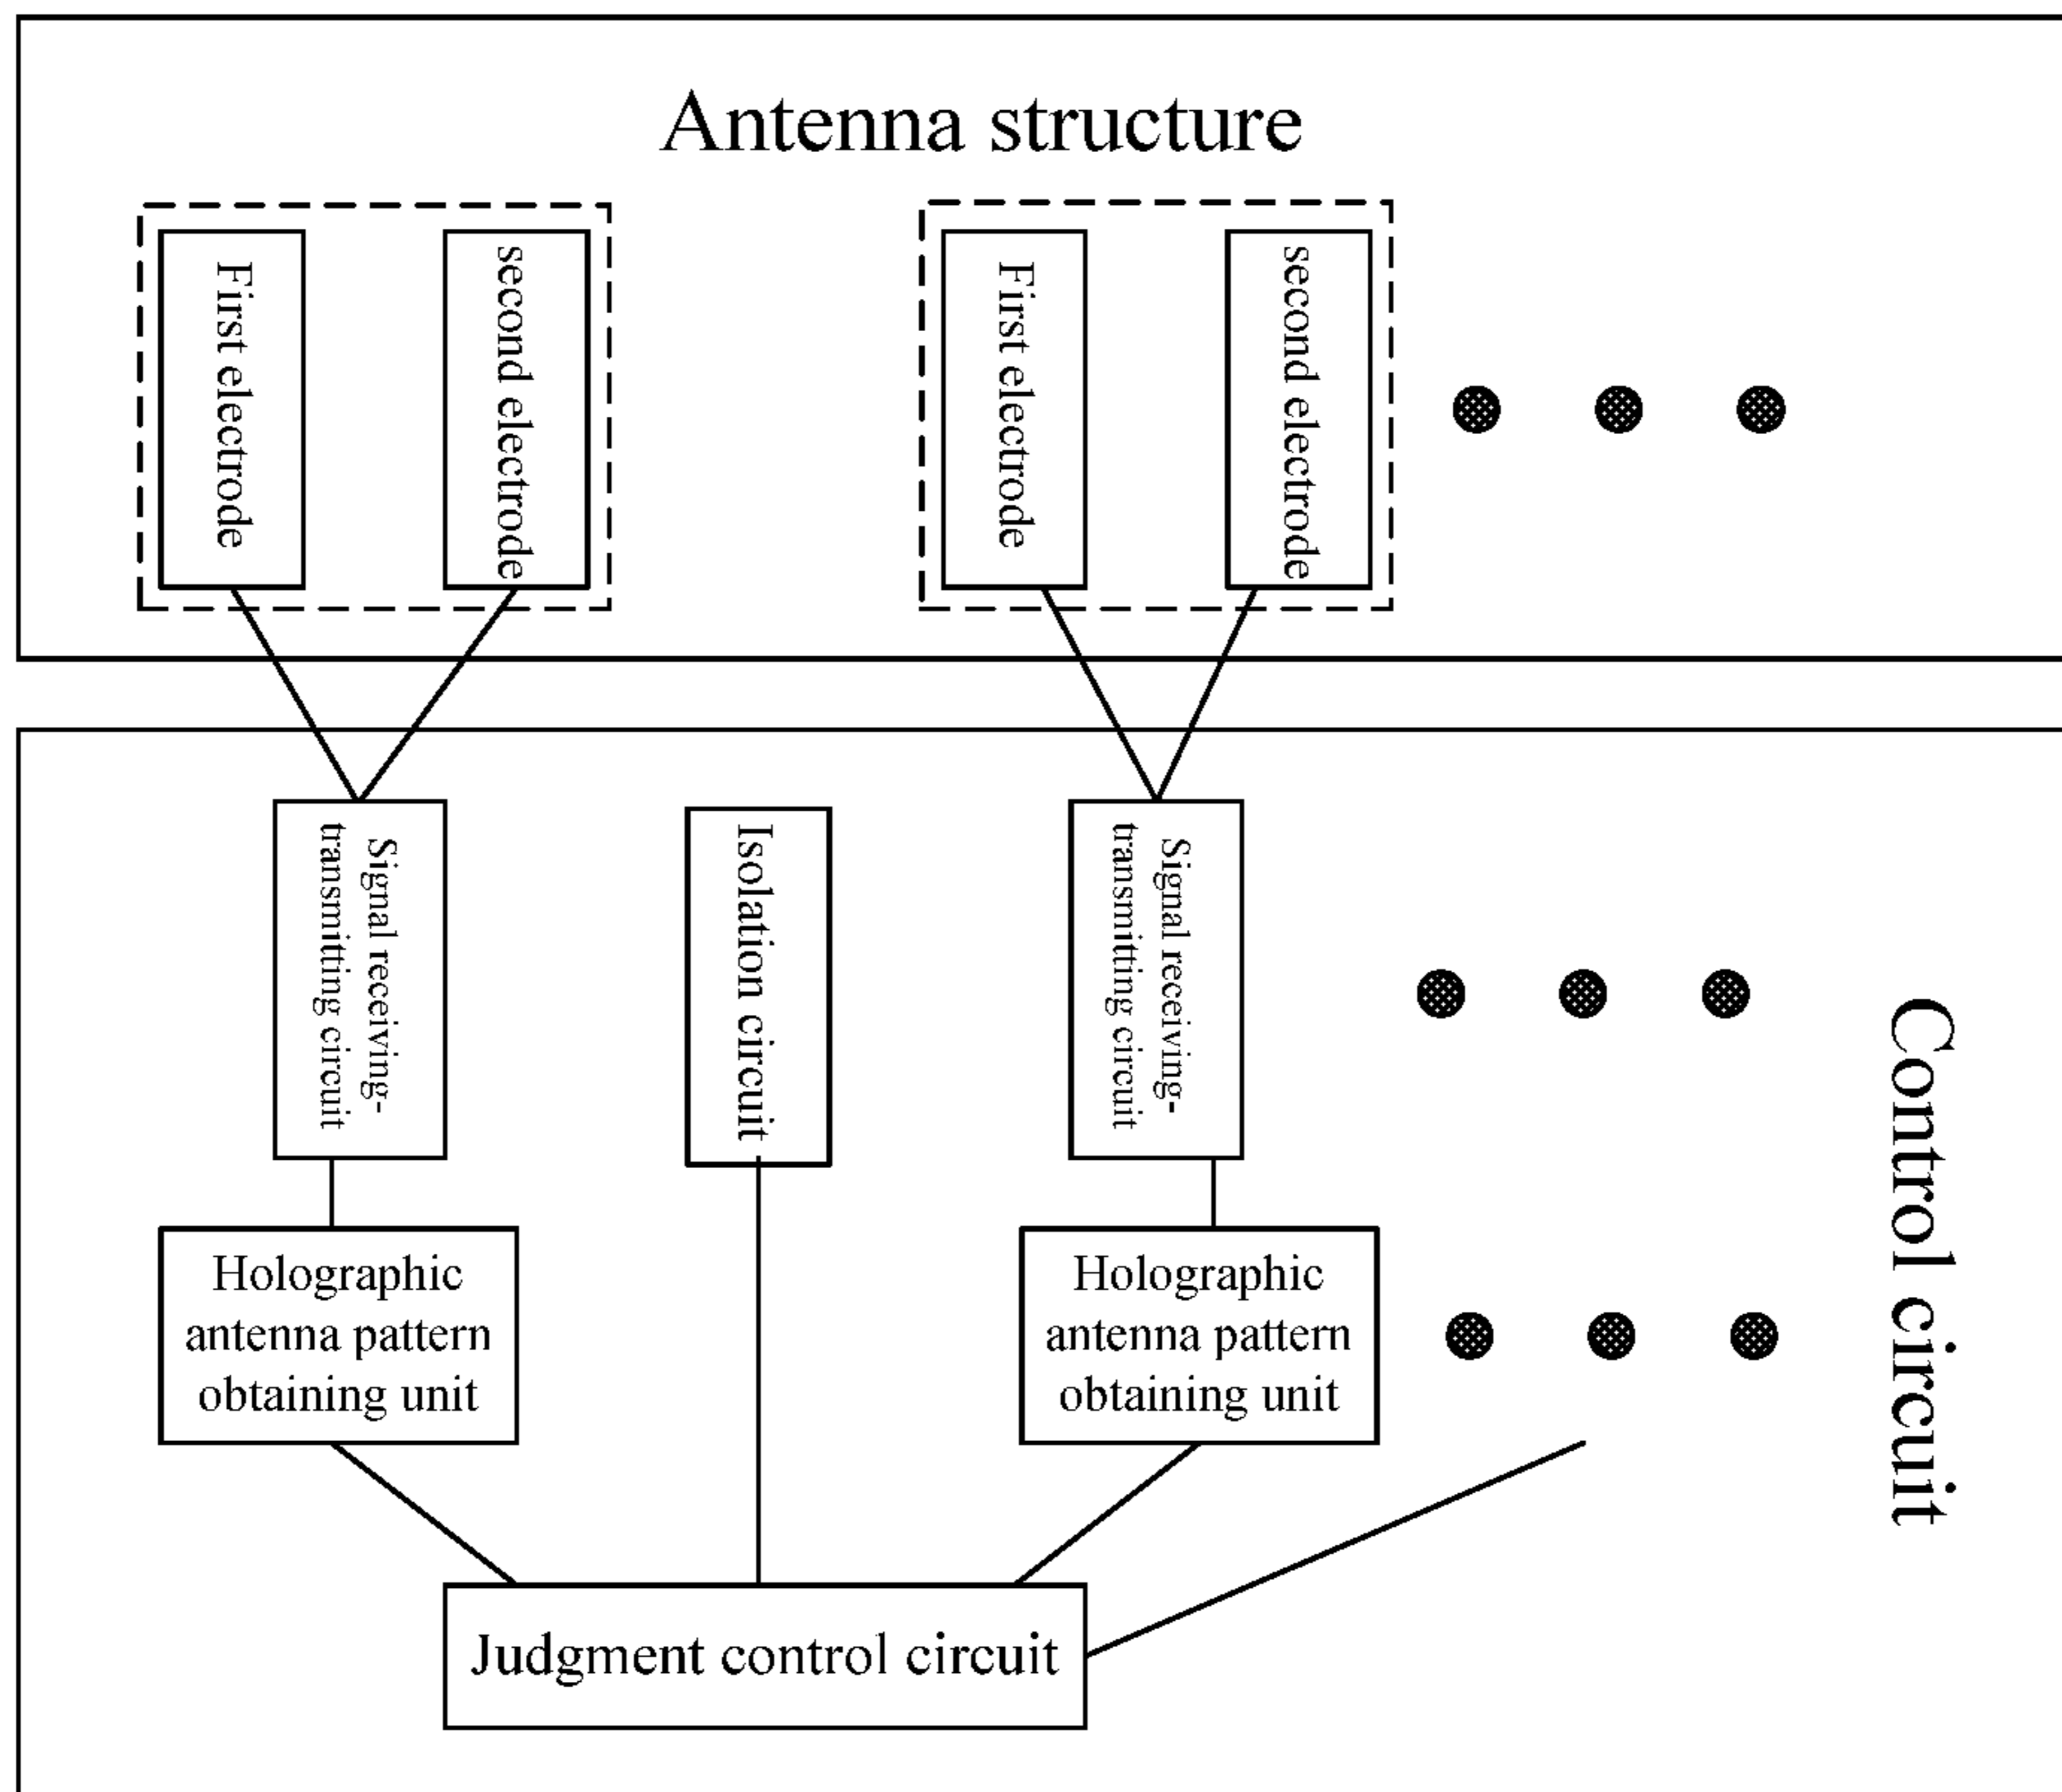 Antenna structure
First electrode
second electrode
First electrode
second electrode
Signal receiving-
transmitting circuit
Isolation circuit
Signal receiving-
transmitting circuit
Control circuit
Holographic
antenna pattern
obtaining unit
Holographic
antenna pattern
obtaining unit
Judgment control circuit